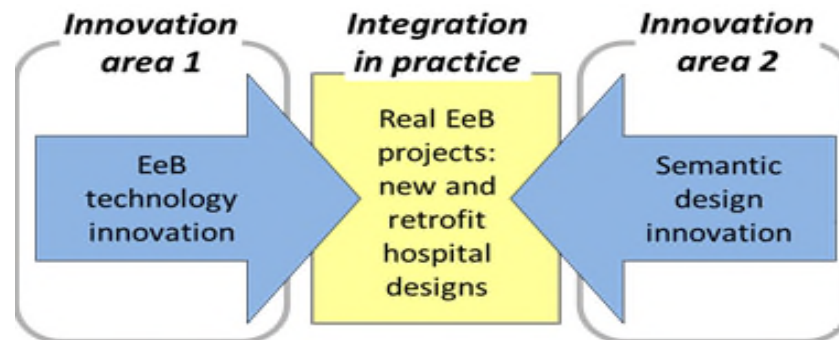 Innovation
area 1
Integration
in practice
Innovation
area 2
EeB
technology
innovation
Real EeB
projects:
new and
retrofit
hospital
designs
Semantic
design
innovation